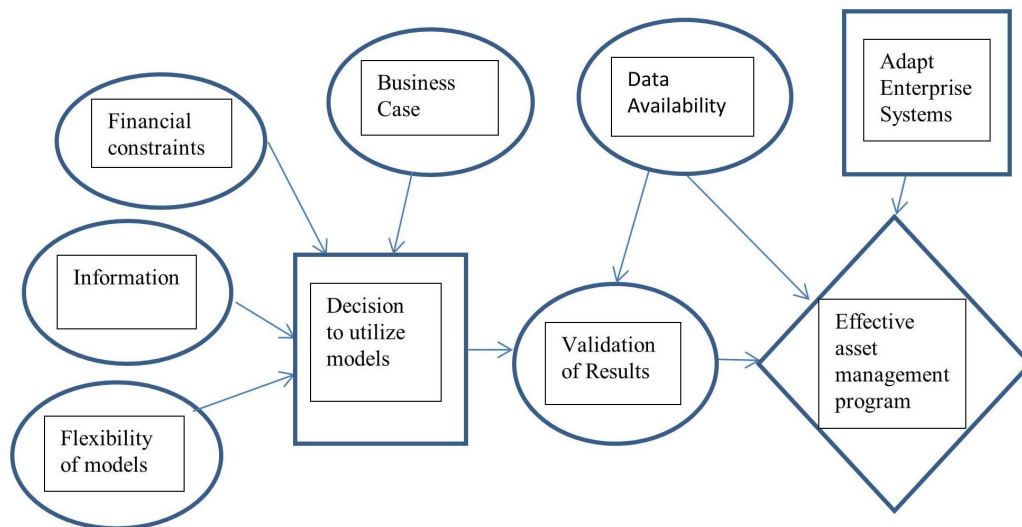 Financial
constraints
Business
Case
Data
Availability
Adapt
Enterprise
Systems
Information
Decision
to utilize
models
Validation
of Results
Effective
asset
management
program
Flexibility
of models